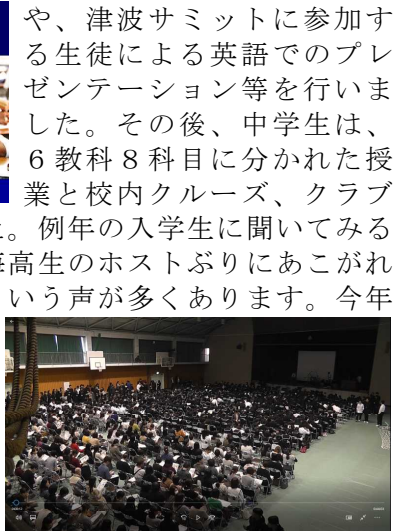 や、津波サミットに参加す
る生徒による英語でのプレ
ゼンテーション等を行いま
した。その後、中学生は、
６教科８科目に分かれた授
業と校内クルーズ、クラブ
。例年の入学生に聞いてみる
高生のホストぶりにあこがれ
いう声が多くあります。今年